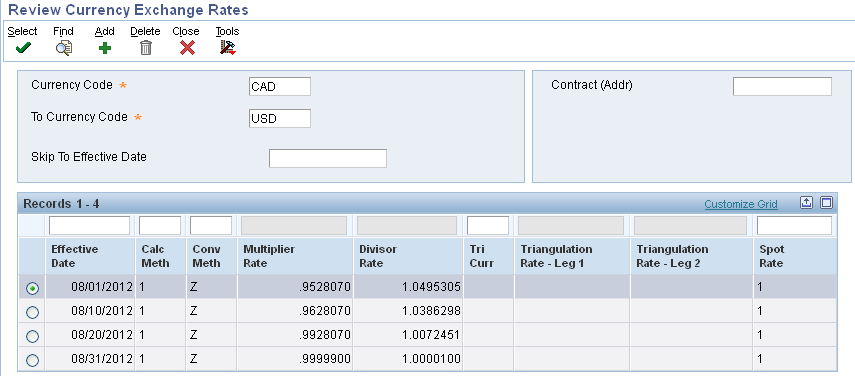 Review Currency Exchange Rates
Select Find Add Delete Close Tools
Currency Code * CAD
Contract (Addr)
To Currency Code * USD
Skip To Effective Date
Records 1 - 4 Customize Grid
Effective Date Calc Meth Conv Meth Multiplier Rate Divisor Rate Tri Curr Triangulation Rate - Leg 1 Triangulation Rate - Leg 2 Spot Rate
08/01/2012 1 Z .9528070 1.0495305 1
08/10/2012 1 Z .9628070 1.0386298 1
08/20/2012 1 Z .9928070 1.0072451 1
08/31/2012 1 Z .9999900 1.0000100 1